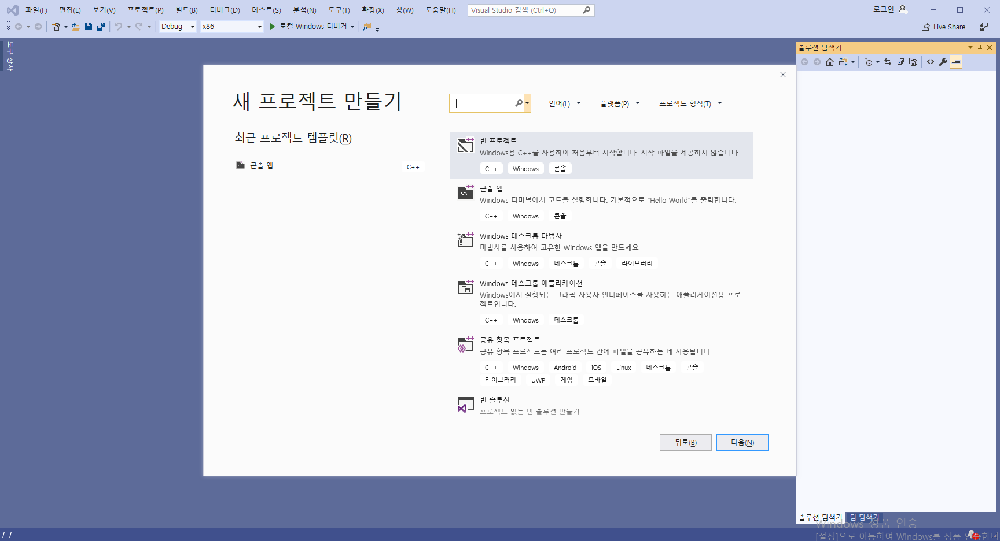 파일(F) 편집(E) 보기(V) 프로젝트(P) 빌드(B) 디버그(D) 테스트(S) 분석(N) 도구(T) 확장(X) 창(W) 도움말(H) Visual Studio 검색 (Ctrl+Q) 로그인
Debug x86 로컬 Windows 디버거 Live Share
도구 상자
솔루션 탐색기
새 프로젝트 만들기
언어(L) 플랫폼(P) 프로젝트 형식(T)
최근 프로젝트 템플릿(R)
콘솔 앱 C++
빈 프로젝트
Windows용 C++를 사용하여 처음부터 시작합니다. 시작 파일을 제공하지 않습니다.
C++ Windows 콘솔
콘솔 앱
Windows 터미널에서 코드를 실행합니다. 기본적으로 "Hello World"를 출력합니다.
C++ Windows 콘솔
Windows 데스크톱 마법사
마법사를 사용하여 고유한 Windows 앱을 만드세요.
C++ Windows 데스크톱 콘솔 라이브러리
Windows 데스크톱 애플리케이션
Windows에서 실행되는 그래픽 사용자 인터페이스를 사용하는 애플리케이션용 프로
젝트입니다.
C++ Windows 데스크톱
공유 항목 프로젝트
공유 항목 프로젝트는 여러 프로젝트 간에 파일을 공유하는 데 사용됩니다.
C++ Windows Android iOS Linux 데스크톱 콘솔
라이브러리 UWP 게임 모바일
빈 솔루션
프로젝트 없는 빈 솔루션 만들기
뒤로(B) 다음(N)
솔루션 탐색기 팀 탐색기
Windows 정품 인증
[설정]으로 이동하여 Windows를 정품 인증합니